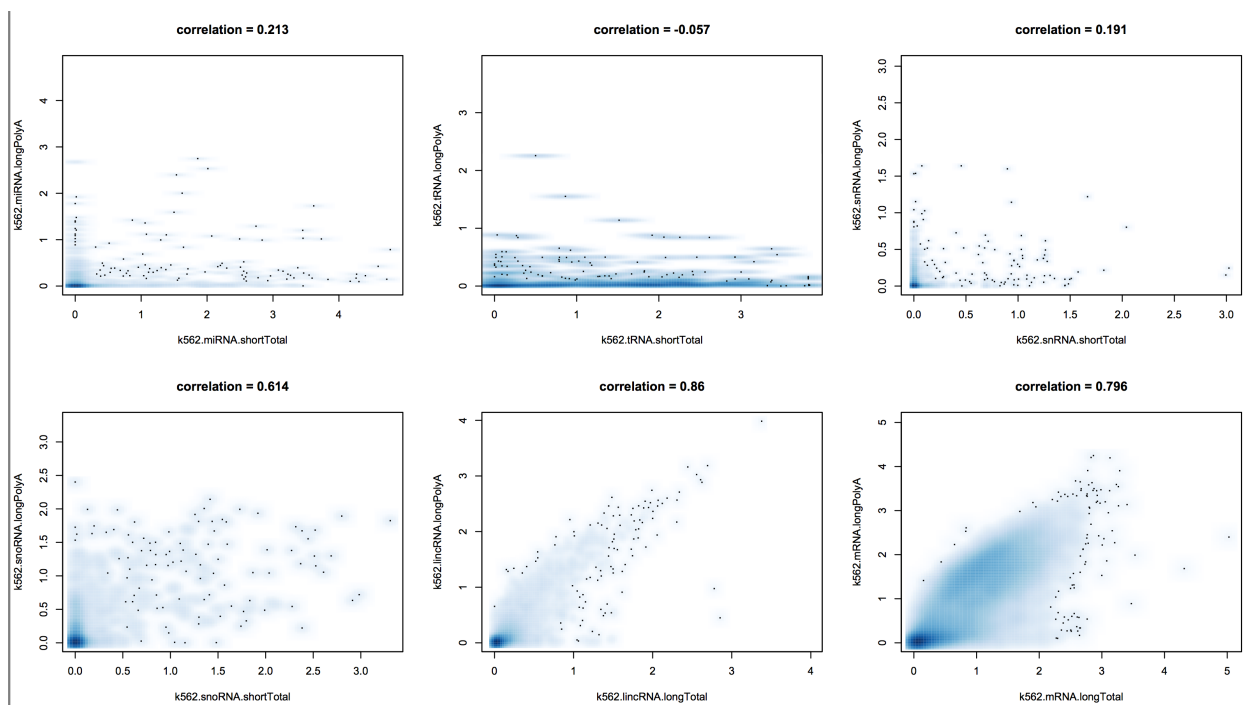 correlation = 0.213
4
3
2
1
0
k562.miRNA.longPolyA
0 1 2 3 4
k562.miRNA.shortTotal
correlation = -0.057
3
2
1
0
k562.tRNA.longPolyA
0 1 2 3
k562.tRNA.shortTotal
correlation = 0.191
3.0
2.5
2.0
1.5
1.0
0.5
0.0
k562.snRNA.longPolyA
0.0 0.5 1.0 1.5 2.0 2.5 3.0
k562.snRNA.shortTotal
correlation = 0.614
3.0
2.5
2.0
1.5
1.0
0.5
0.0
k562.snoRNA.longPolyA
0.0 0.5 1.0 1.5 2.0 2.5 3.0
k562.snoRNA.shortTotal
correlation = 0.86
4
3
2
1
0
k562.lincRNA.longPolyA
0 1 2 3 4
k562.lincRNA.longTotal
correlation = 0.796
5
4
3
2
1
0
k562.mRNA.longPolyA
0 1 2 3 4 5
k562.mRNA.longTotal